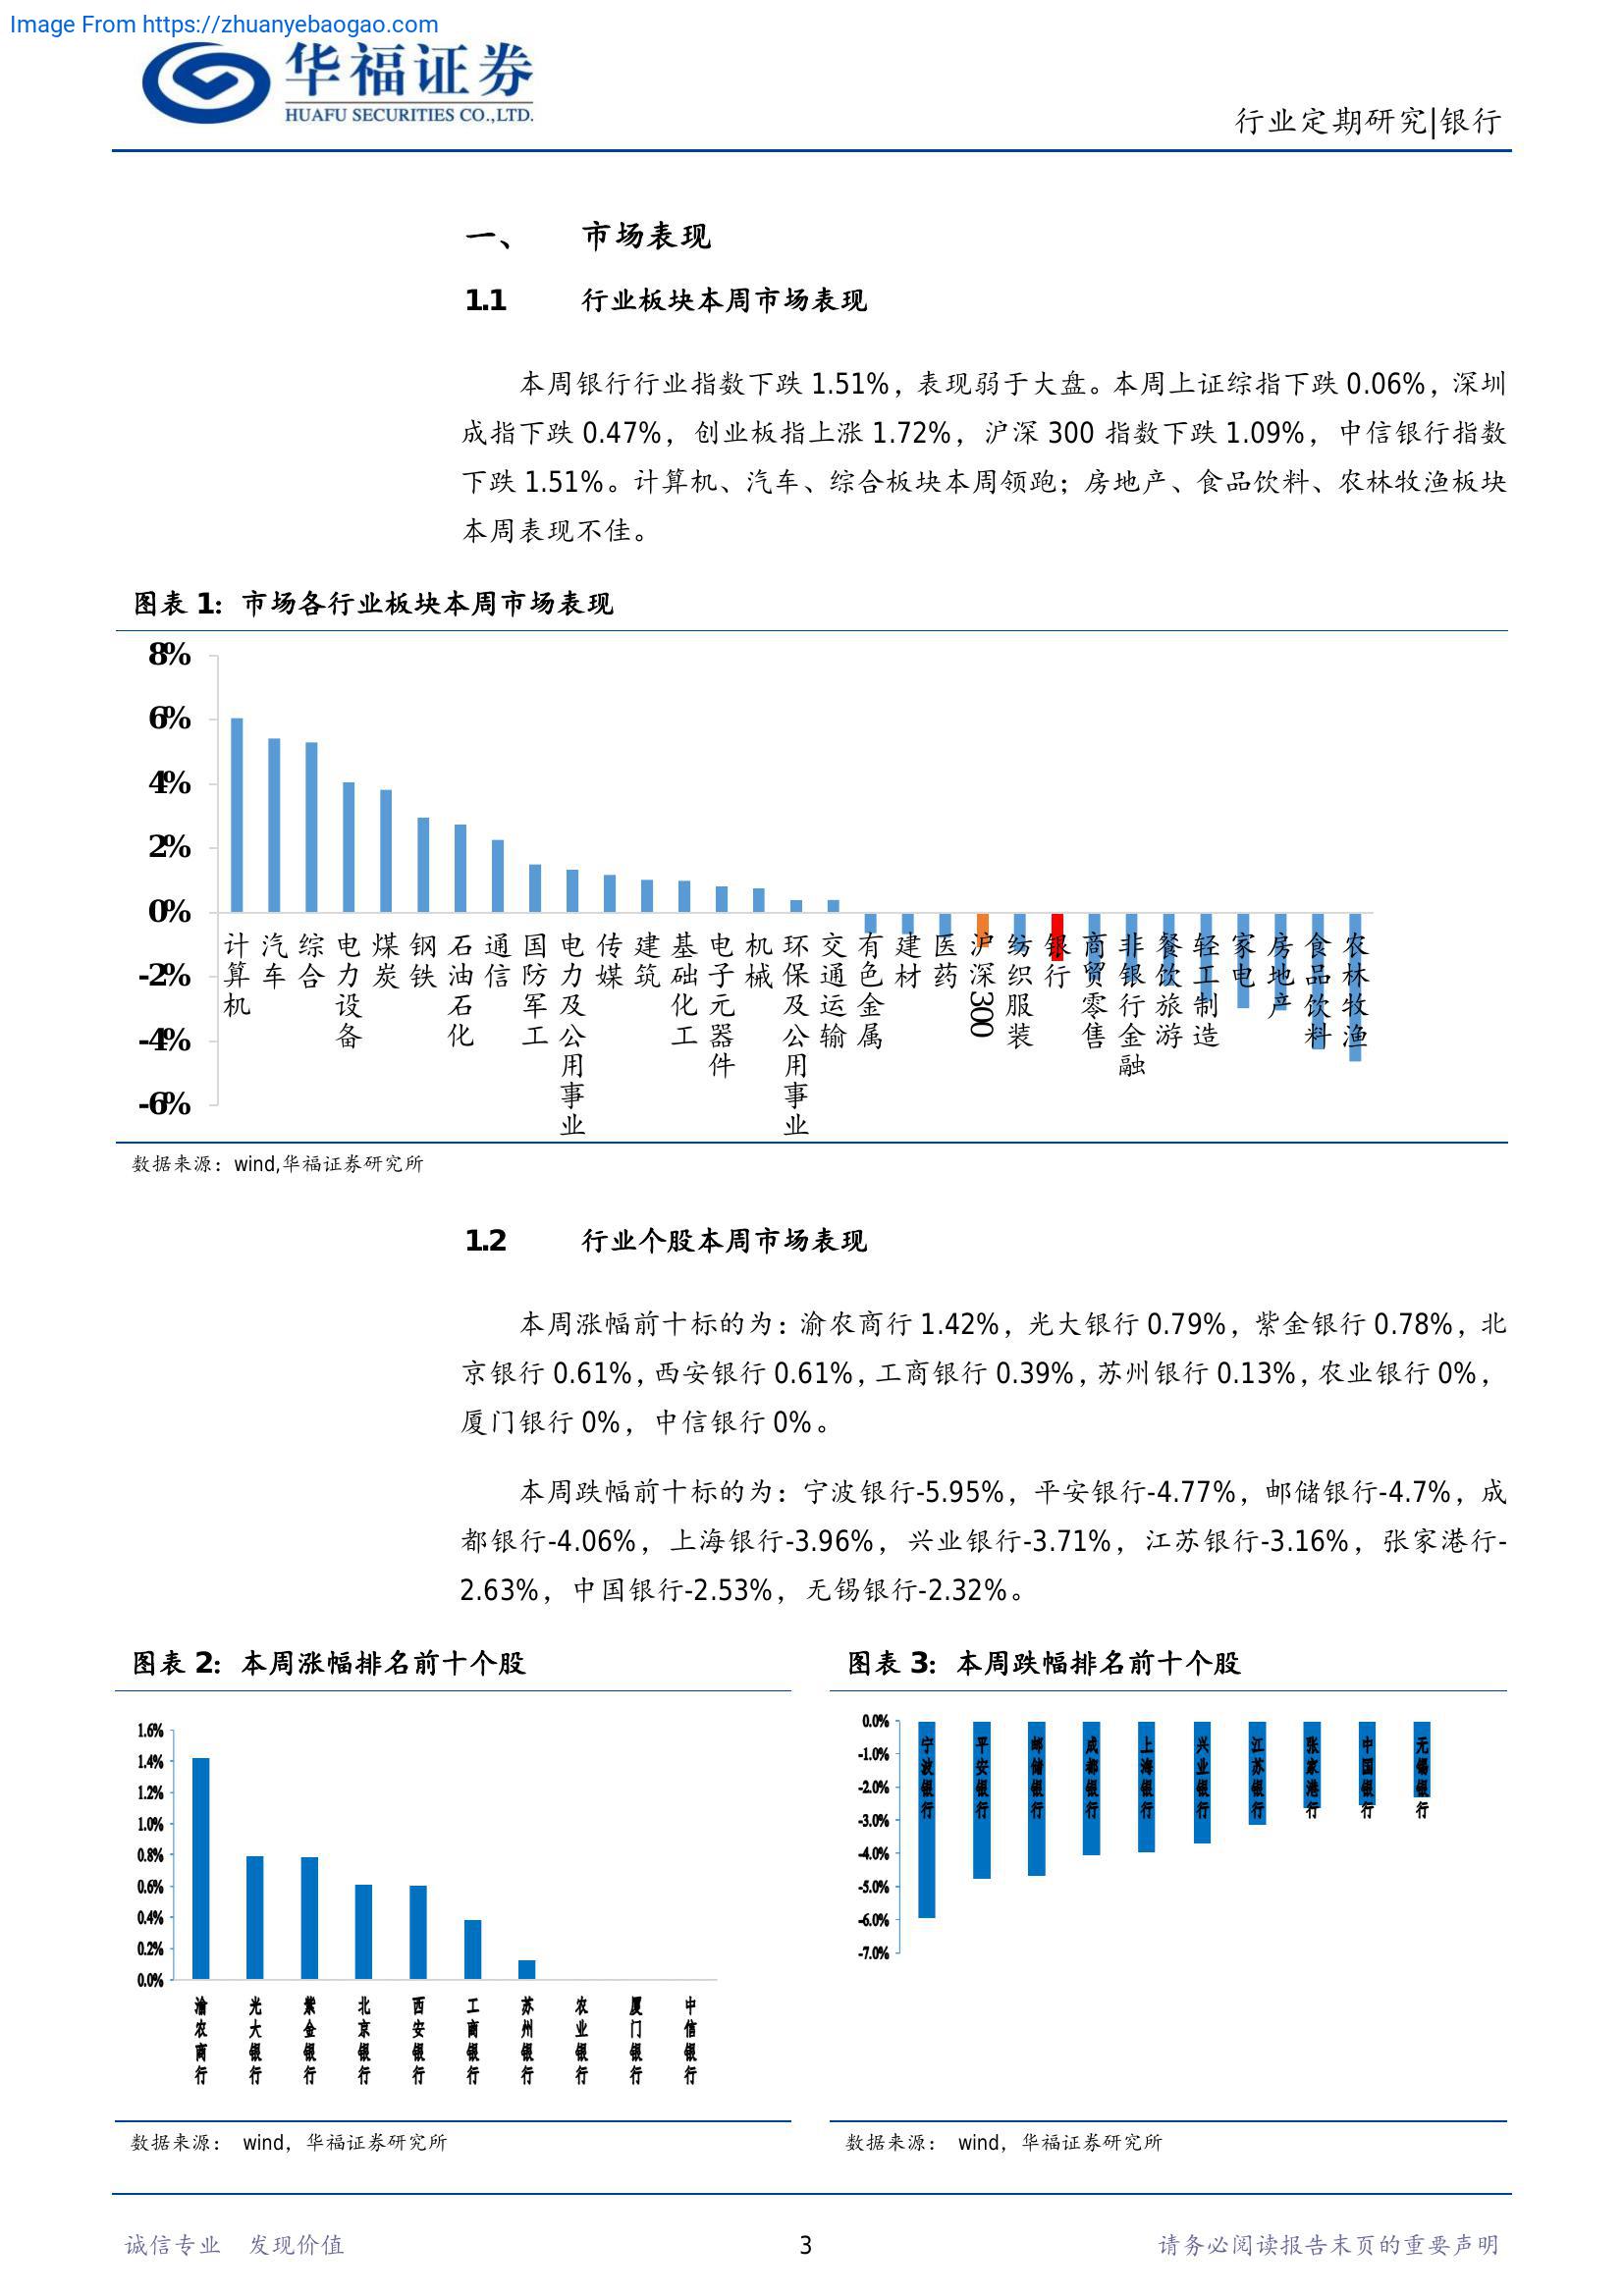 Image From https://zhuanyebaogao.com
华福证券
HUAFU SECURITIES CO.,LTD.
行业定期研究|银行
一、 市场表现
1.1 行业板块本周市场表现
本周银行行业指数下跌 1.51%，表现弱于大盘。本周上证综指下跌 0.06%，深圳
成指下跌 0.47%，创业板指上涨 1.72%，沪深 300 指数下跌 1.09%，中信银行指数
下跌 1.51%。计算机、汽车、综合板块本周领跑；房地产、食品饮料、农林牧渔板块
本周表现不佳。
图表 1：市场各行业板块本周市场表现
8%
6%
4%
2%
0%
-2%
-4%
-6%
计算机
汽车
综合
电力设备
煤炭
钢铁
石油石化
通信
国防军工
电力及公用事业
传媒
建筑
基础化工
电子元器件
机械
环保及公用事业
交通运输
有色金属
建材
医药
沪深300
纺织服装
银行
商贸零售
非银行金融
餐饮旅游
轻工制造
家电
房地产
食品饮料
农林牧渔
数据来源：wind,华福证券研究所
1.2 行业个股本周市场表现
本周涨幅前十标的为：渝农商行 1.42%，光大银行 0.79%，紫金银行 0.78%，北
京银行 0.61%，西安银行 0.61%，工商银行 0.39%，苏州银行 0.13%，农业银行 0%，
厦门银行 0%，中信银行 0%。
本周跌幅前十标的为：宁波银行-5.95%，平安银行-4.77%，邮储银行-4.7%，成
都银行-4.06%，上海银行-3.96%，兴业银行-3.71%，江苏银行-3.16%，张家港行-
2.63%，中国银行-2.53%，无锡银行-2.32%。
图表 2：本周涨幅排名前十个股
1.6%
1.4%
1.2%
1.0%
0.8%
0.6%
0.4%
0.2%
0.0%
渝农商行
光大银行
紫金银行
北京银行
西安银行
工商银行
苏州银行
农业银行
厦门银行
中信银行
数据来源： wind，华福证券研究所
图表 3：本周跌幅排名前十个股
0.0%
-1.0%
-2.0%
-3.0%
-4.0%
-5.0%
-6.0%
-7.0%
宁波银行
平安银行
邮储银行
成都银行
上海银行
兴业银行
江苏银行
张家港行
中国银行
无锡银行
数据来源： wind，华福证券研究所
诚信专业 发现价值
3
请务必阅读报告末页的重要声明